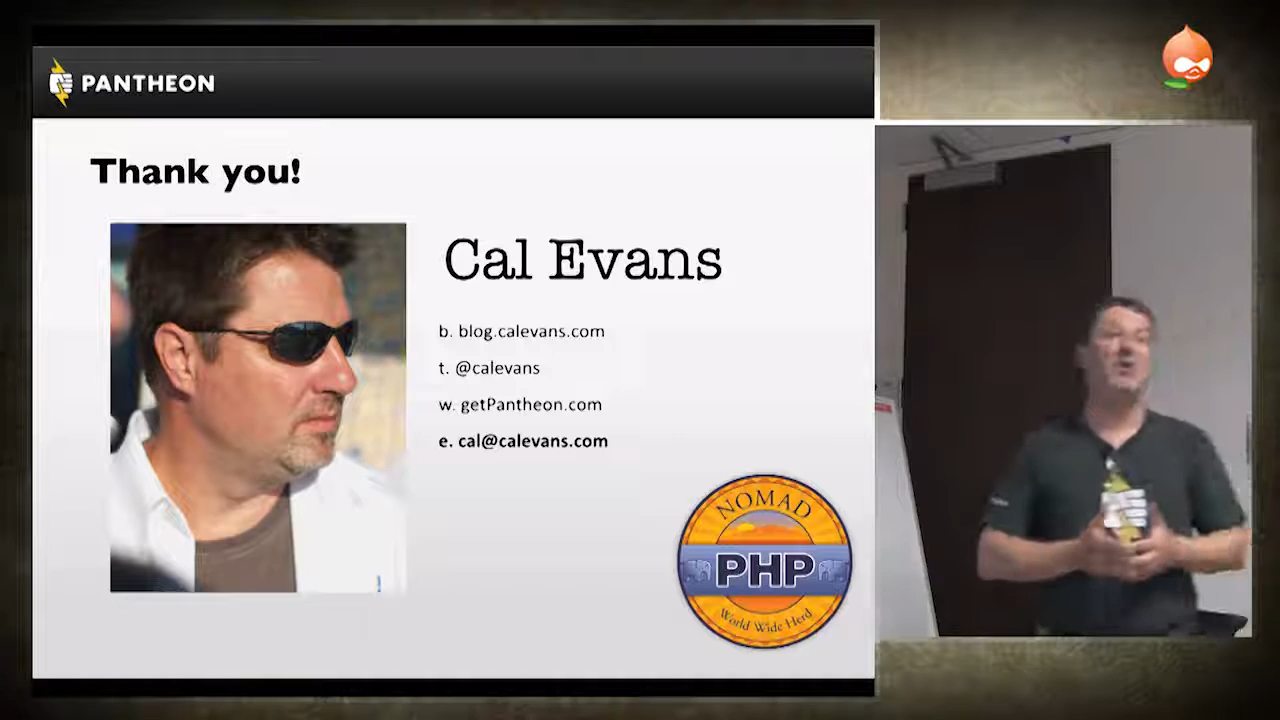 PANTHEON
Thank you!
Cal Evans
b. blog.calevans.com
t. @calevans
w. getPantheon.com
e. cal@calevans.com
NOMAD
PHP
World Wide Herd